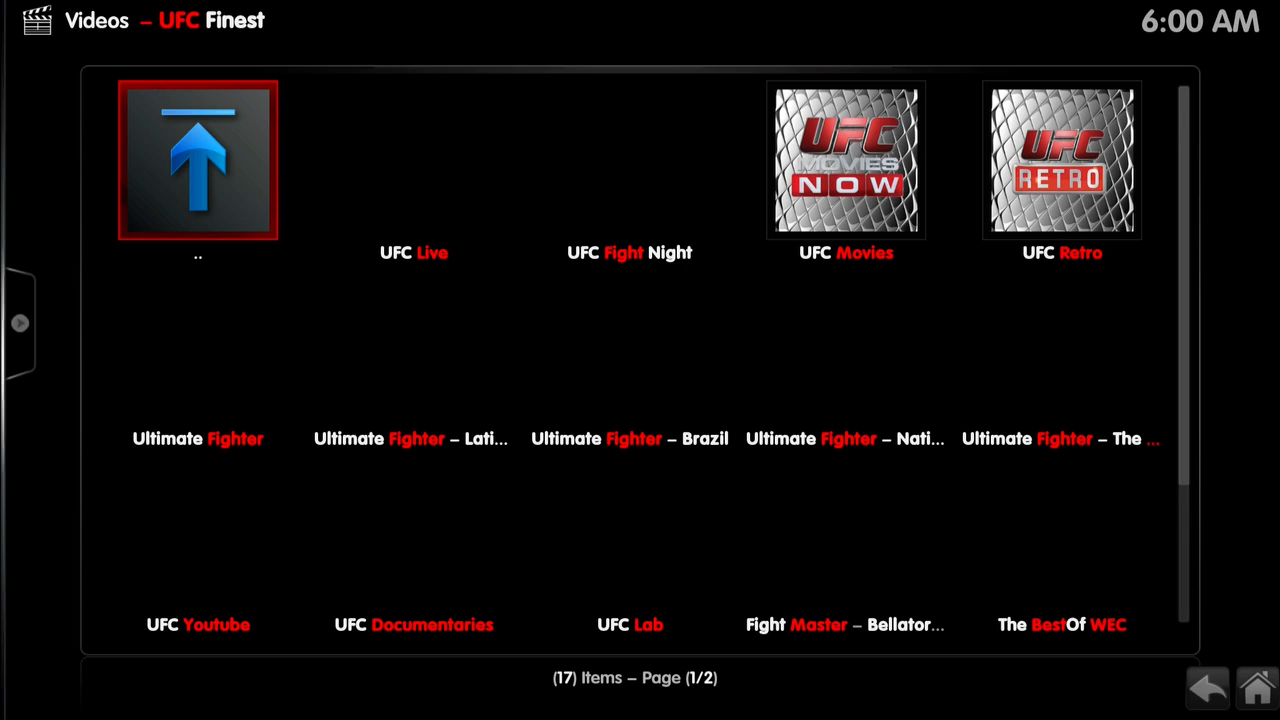 Videos – UFC Finest
6:00 AM
UFC MOVIES NOW
UFC RETRO
..
UFC Live
UFC Fight Night
UFC Movies
UFC Retro
Ultimate Fighter
Ultimate Fighter – Lati...
Ultimate Fighter – Brazil
Ultimate Fighter – Nati...
Ultimate Fighter – The ...
UFC Youtube
UFC Documentaries
UFC Lab
Fight Master – Bellator...
The BestOf WEC
(17) Items – Page (1/2)